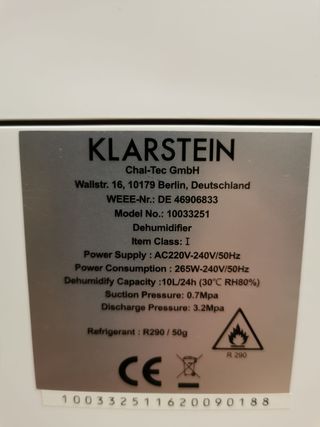 KLARSTEIN
Chal-Tec GmbH
Wallstr. 16, 10179 Berlin, Deutschland
WEEE-Nr.: DE 46906833
Model No.: 10033251
Dehumidifier
Item Class: I
Power Supply : AC220V-240V/50Hz
Power Consumption : 265W-240V/50Hz
Dehumidify Capacity :10L/24h (30℃ RH80%)
Suction Pressure: 0.7Mpa
Discharge Pressure: 3.2Mpa
Refrigerant : R290 / 50g
R 290
CE
100332511620090188